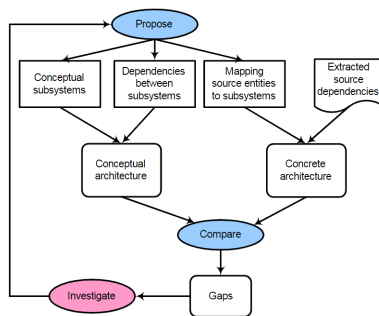 Propose
Conceptual
subsystems
Dependencies
between
subsystems
Mapping
source entities
to subsystems
Extracted
source
dependencies
Conceptual
architecture
Concrete
architecture
Compare
Investigate
Gaps